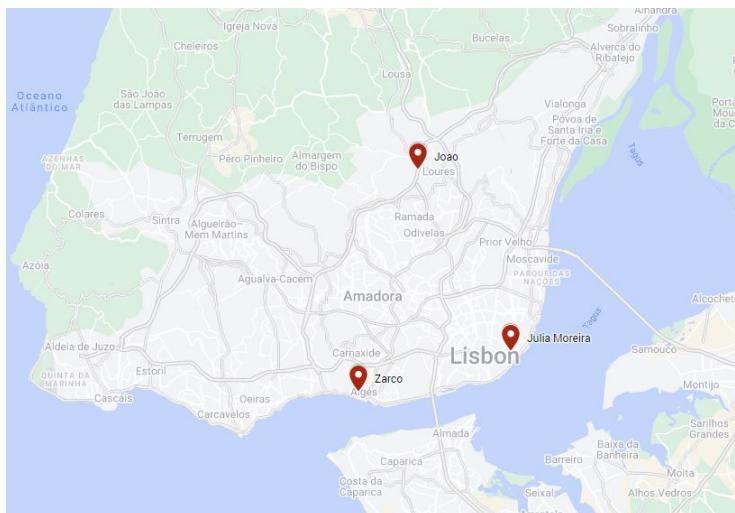 Alhandra
Igreja Nova
Sobralinho
Bucelas
Cheleiros
Alverca do
Ribatejo
Lousa
Oceano
Atlântico
São João
das Lampas
Vialonga
Porta
Póvoa de
Santa Iria e
Forte da Casa
Terrugem
Tagus
AZENHAS
DO MAR
Pêro Pinheiro
Almargem
do Bispo
Joao
Loures
Colares
Sintra
Algueirão–
Mem Martins
Ramada
Odivelas
Prior Velho
Moscavide
Azóia
Agualva-Cacém
PARQUE DAS
NAÇÕES
Amadora
Alcochete
Tagus
Aldeia de Juzo
Carnaxide
Lisbon
Julia Moreira
Samouco
Estoril
QUINTA DA
MARINHA
Zarco
Algés
Montijo
Cascais
Oeiras
Carcavelos
Almada
Sarilhos
Grandes
Caparica
Barreiro
Baixa da
Banheira
Moita
Costa da
Caparica
Seixal
Alhos Vedros